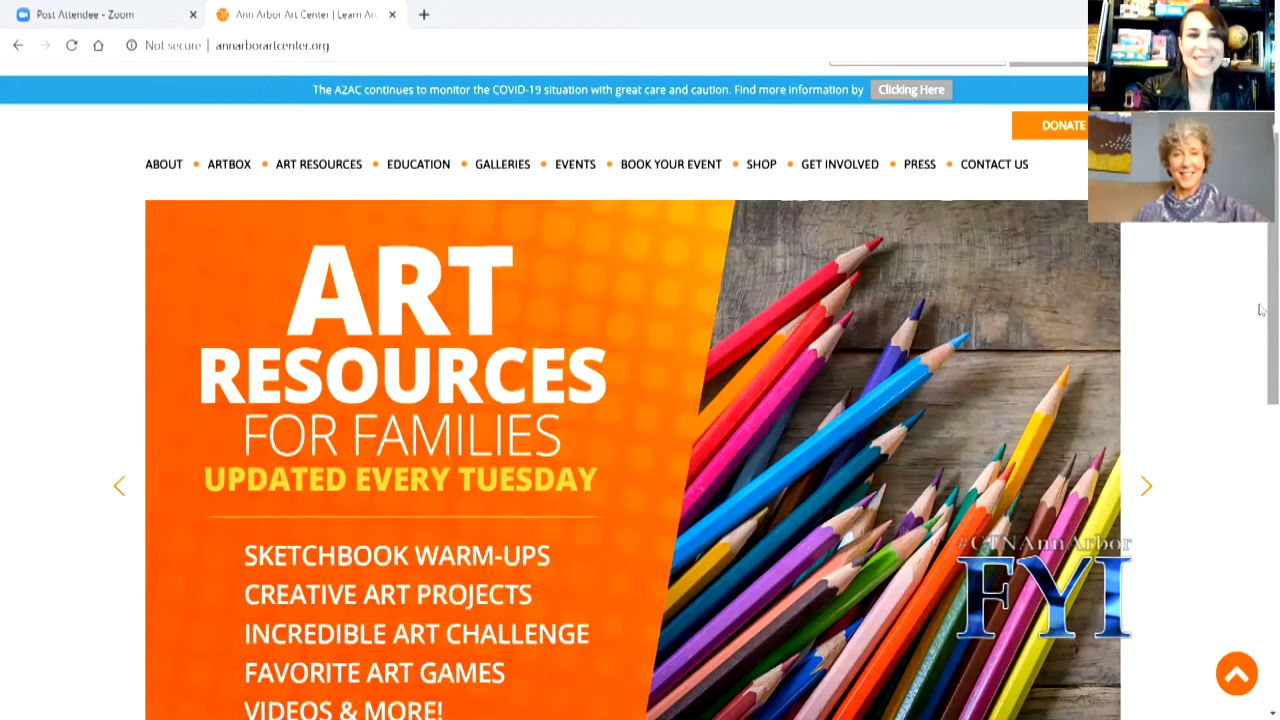 Post Attendee - Zoom
Ann Arbor Art Center | Learn Ar
Not secure | annarborartcenter.org
The A2AC continues to monitor the COVID-19 situation with great care and caution. Find more information by Clicking Here
DONATE
ABOUT ARTBOX ART RESOURCES EDUCATION GALLERIES EVENTS BOOK YOUR EVENT SHOP GET INVOLVED PRESS CONTACT US
ART
RESOURCES
FOR FAMILIES
UPDATED EVERY TUESDAY
SKETCHBOOK WARM-UPS
CREATIVE ART PROJECTS
INCREDIBLE ART CHALLENGE
FAVORITE ART GAMES
VIDEOS & MORE!
#CTNAnnArbor
FYI